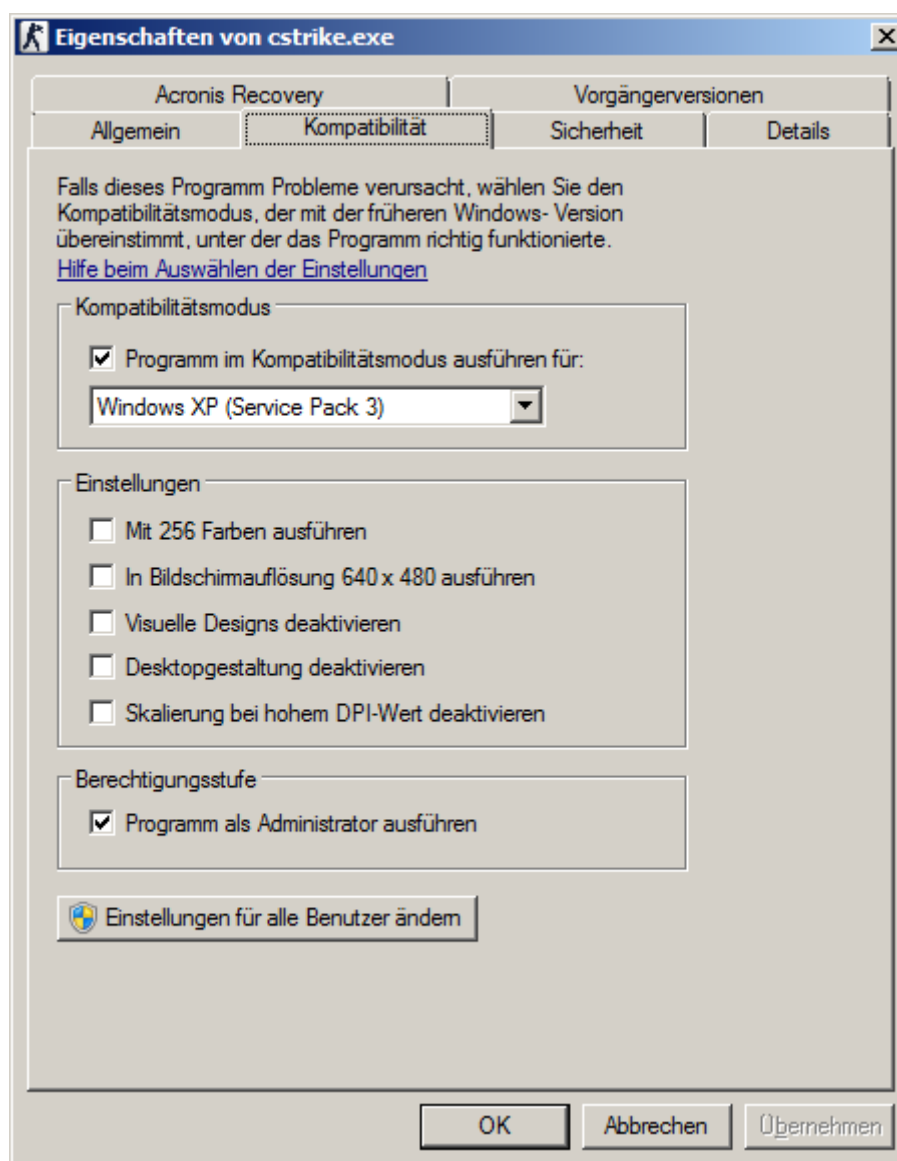 Eigenschaften von cstrike.exe
Acronis Recovery
Vorgängerversionen
Allgemein
Kompatibilität
Sicherheit
Details
Falls dieses Programm Probleme verursacht, wählen Sie den
Kompatibilitätsmodus, der mit der früheren Windows- Version
übereinstimmt, unter der das Programm richtig funktionierte.
Hilfe beim Auswählen der Einstellungen
Kompatibilitätsmodus
Programm im Kompatibilitätsmodus ausführen für:
Windows XP (Service Pack 3)
Einstellungen
Mit 256 Farben ausführen
In Bildschirmauflösung 640 x 480 ausführen
Visuelle Designs deaktivieren
Desktopgestaltung deaktivieren
Skalierung bei hohem DPI-Wert deaktivieren
Berechtigungsstufe
Programm als Administrator ausführen
Einstellungen für alle Benutzer ändern
OK
Abbrechen
Übernehmen